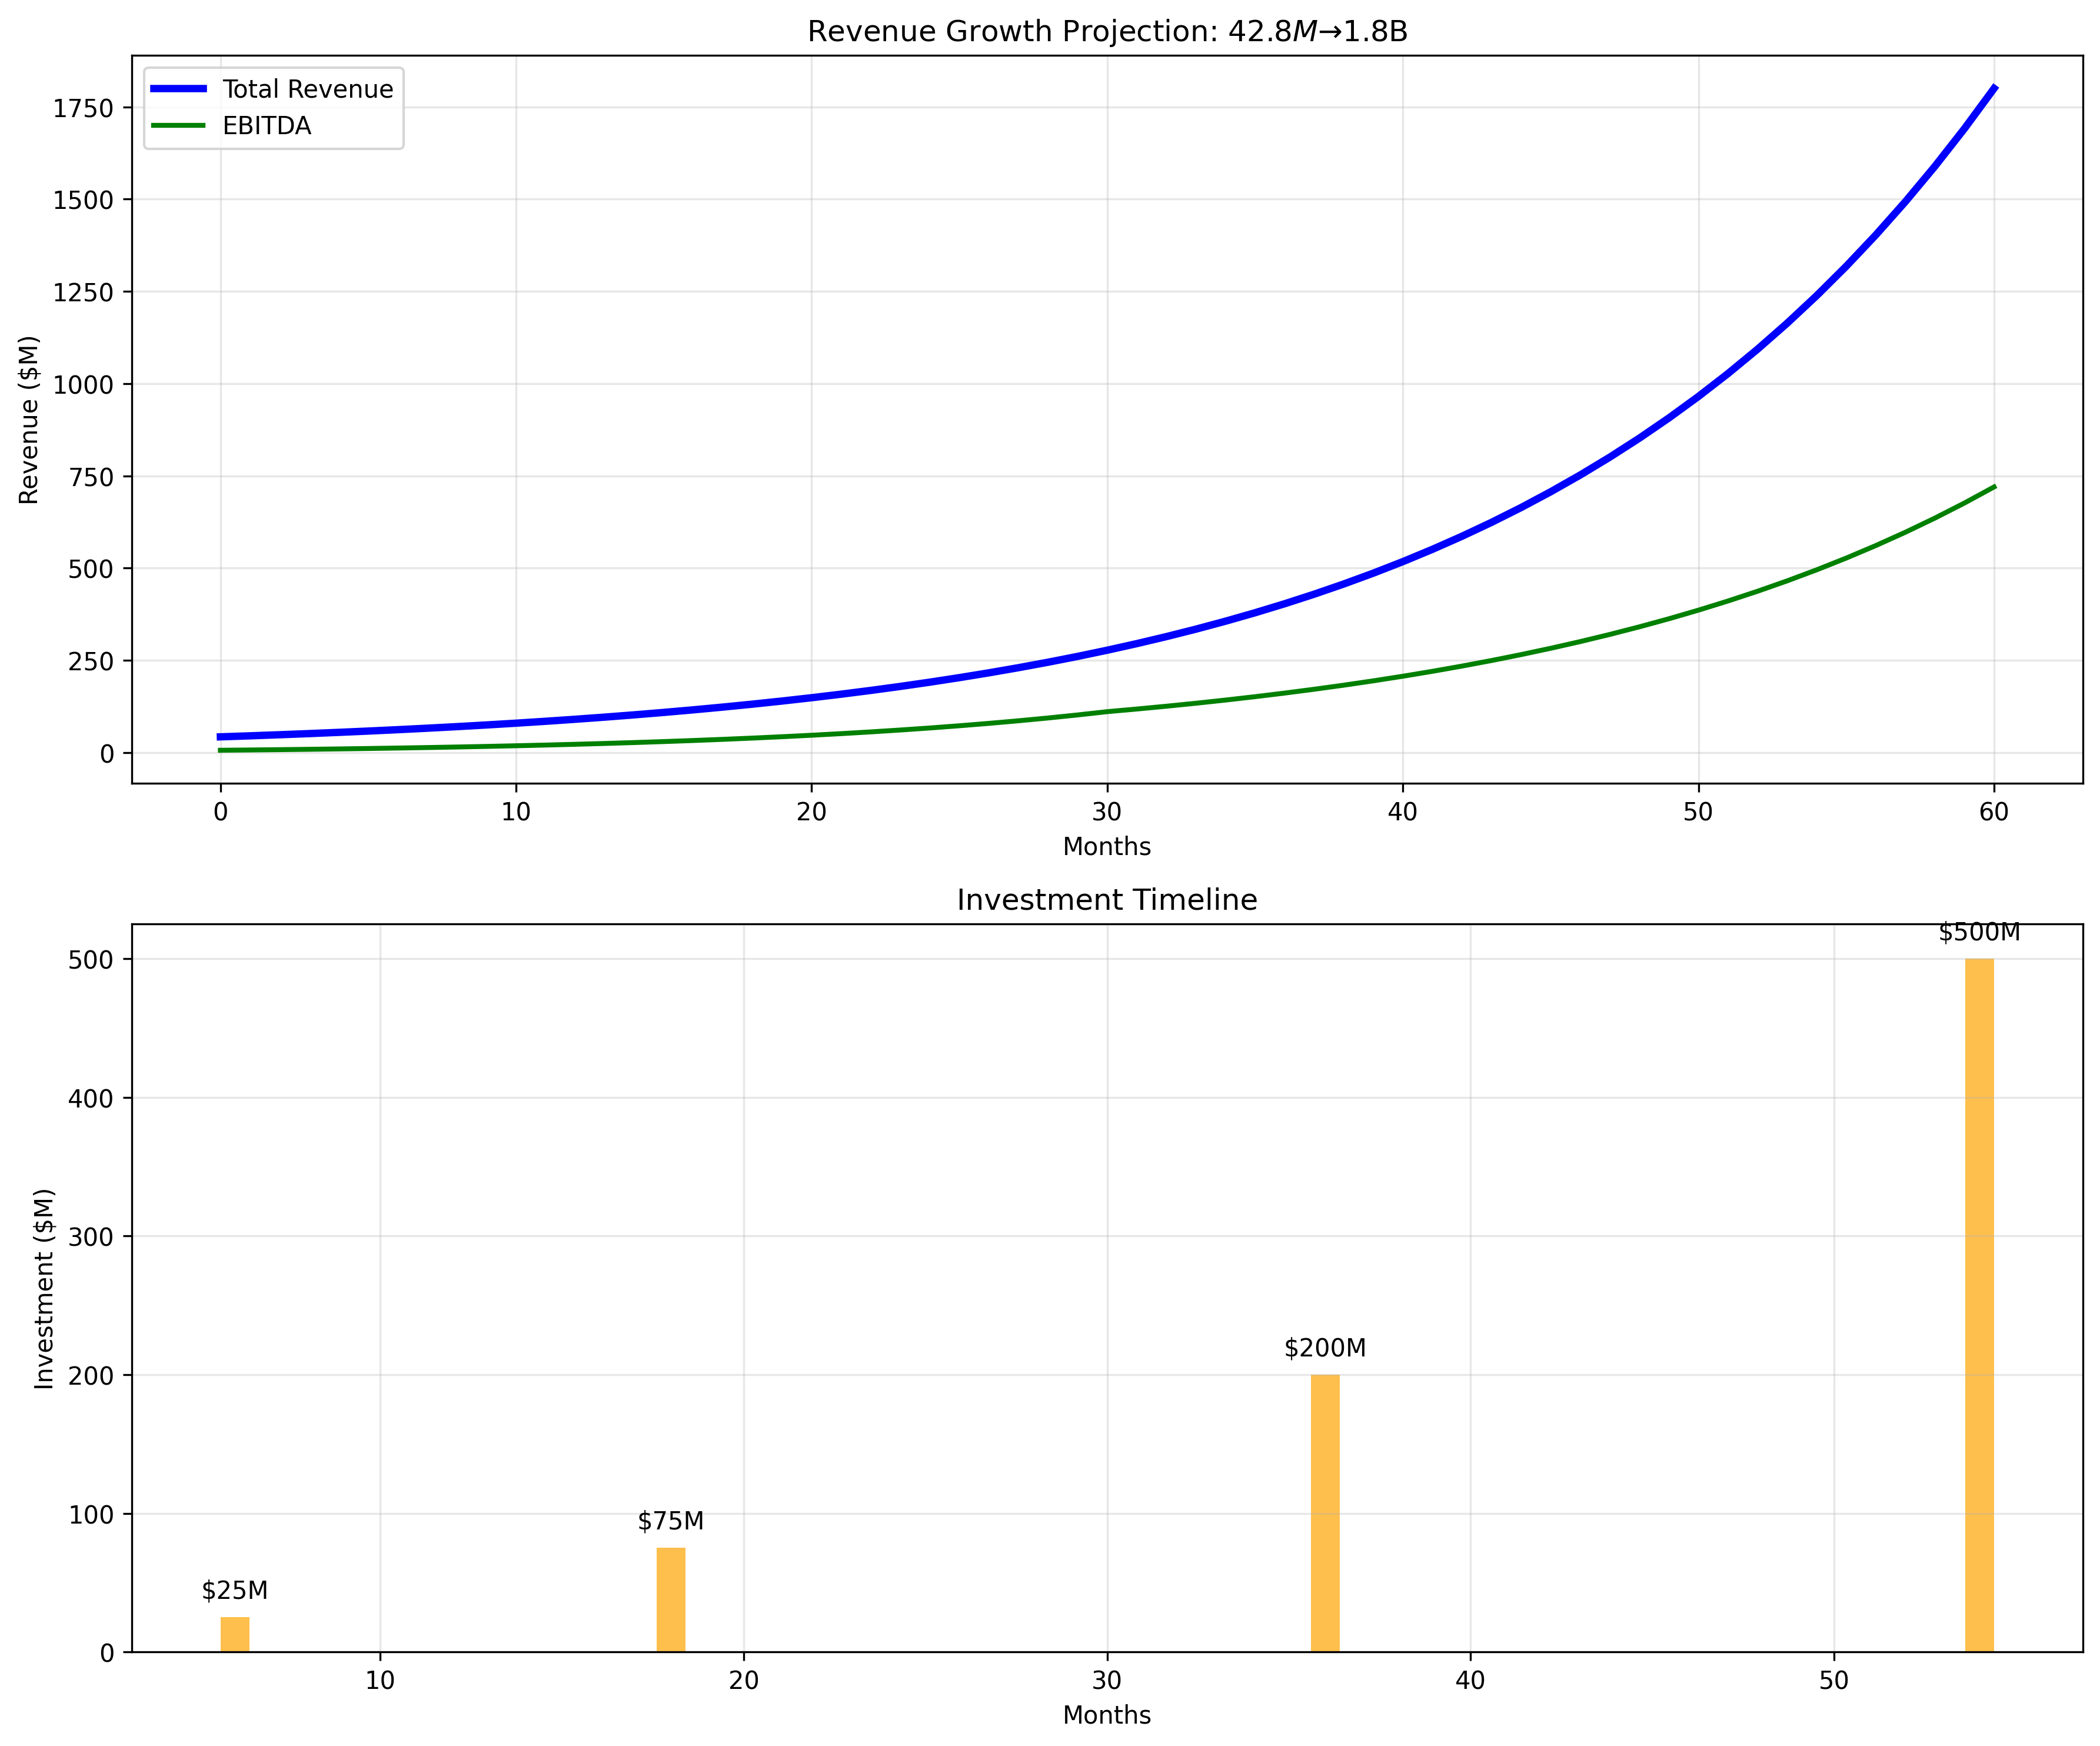 Revenue Growth Projection: 42.8M→1.8B
Total Revenue
EBITDA
Revenue ($M)
1750
1500
1250
1000
750
500
250
0
0 10 20 30 40 50 60
Months
Investment Timeline
Investment ($M)
500
400
300
200
100
0
$25M
$75M
$200M
$500M
10 20 30 40 50
Months